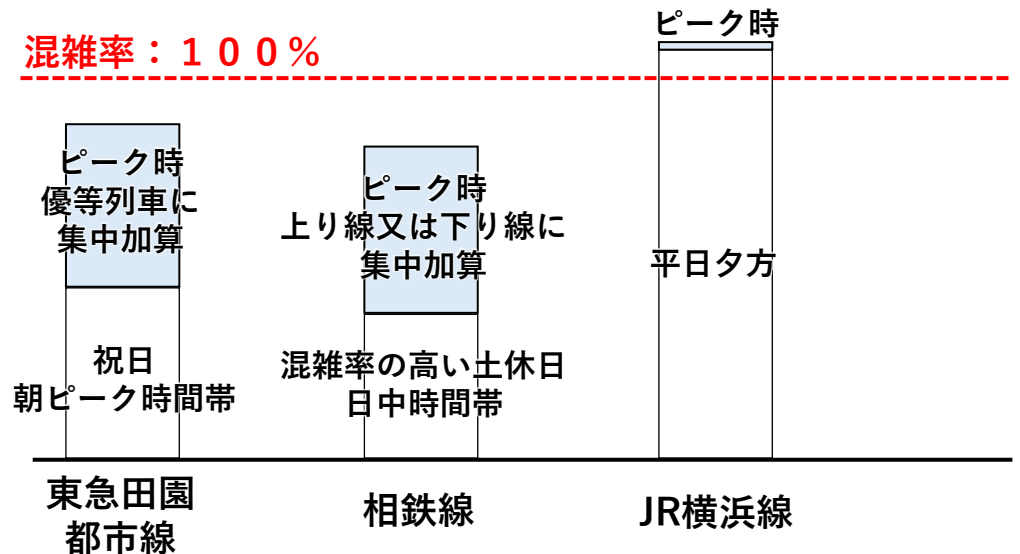 混雑率：１００％
ピーク時
優等列車に
集中加算
祝日
朝ピーク時間帯
東急田園
都市線
ピーク時
上り線又は下り線に
集中加算
混雑率の高い土休日
日中時間帯
相鉄線
ピーク時
平日夕方
JR横浜線